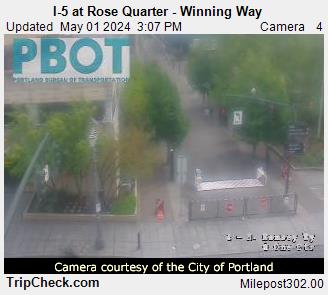 I-5 at Rose Quarter - Winning Way
Updated May 01 2024 3:07 PM Camera 4
PBOT
PORTLAND BUREAU OF TRANSPORTATION
Camera courtesy of the City of Portland
TripCheck.com Milepost302.00